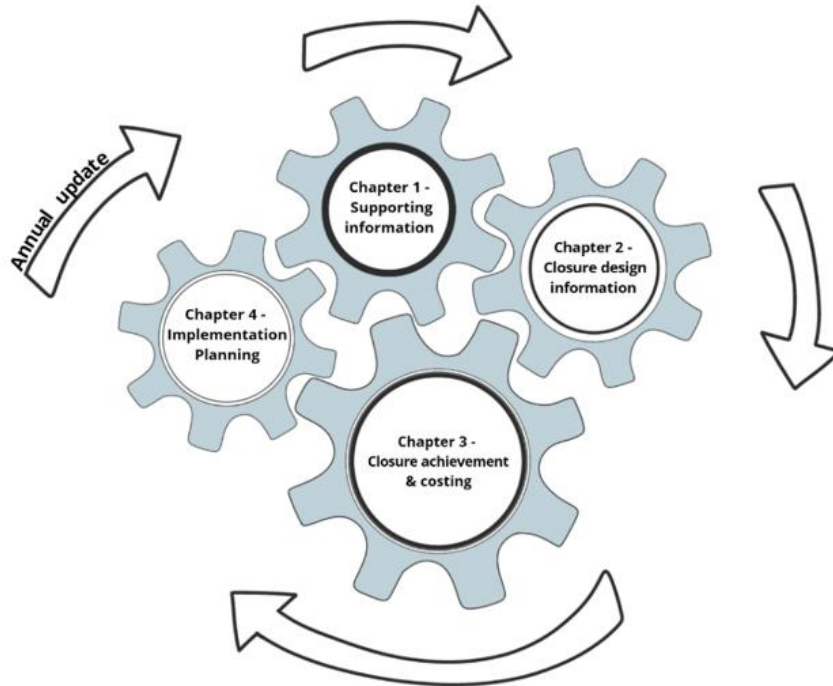 Annual update
Chapter 1 -
Supporting
information
Chapter 2 -
Closure design
information
Chapter 3 -
Closure achievement
& costing
Chapter 4 -
Implementation
Planning